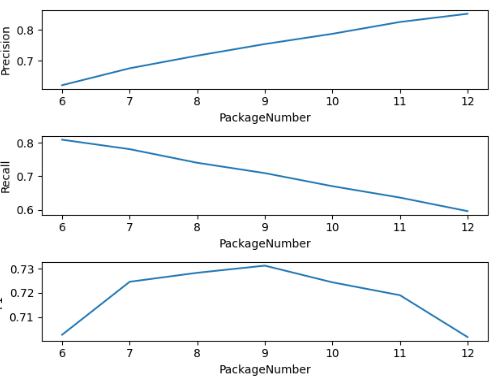 Precision
0.8
0.7
6 7 8 9 10 11 12
PackageNumber
Recall
0.8
0.7
0.6
6 7 8 9 10 11 12
PackageNumber
0.73
0.72
0.71
6 7 8 9 10 11 12
PackageNumber